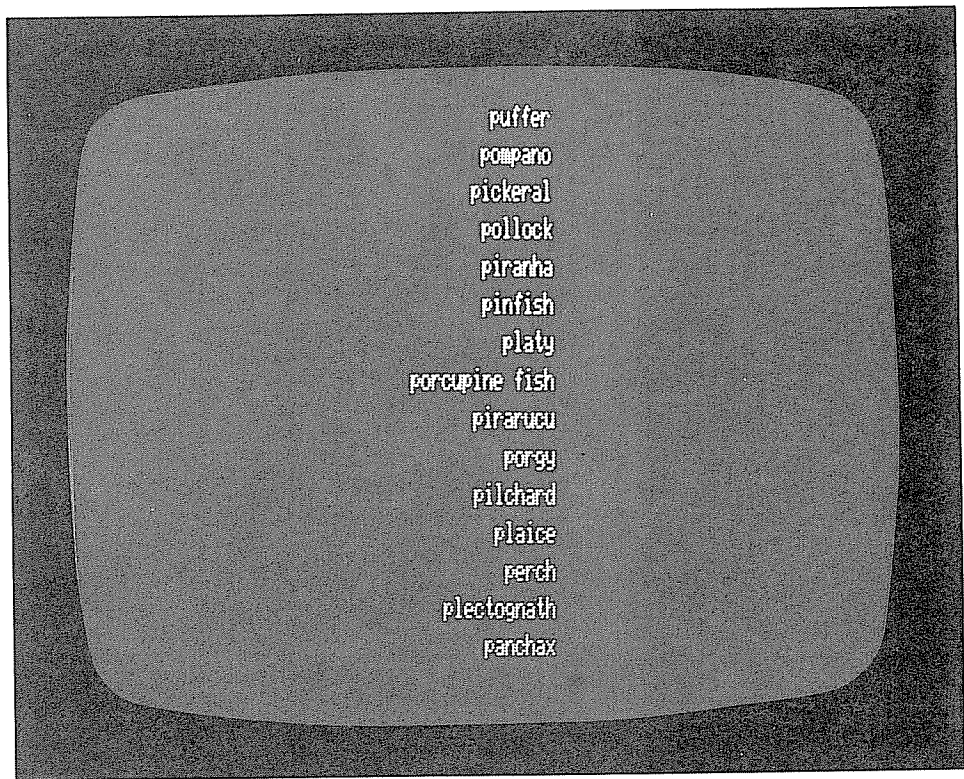 puffer
pompano
pickeral
pollock
piranha
pinfish
platy
porcupine fish
pirarucu
porgy
pilchard
plaice
perch
plectognath
panchax